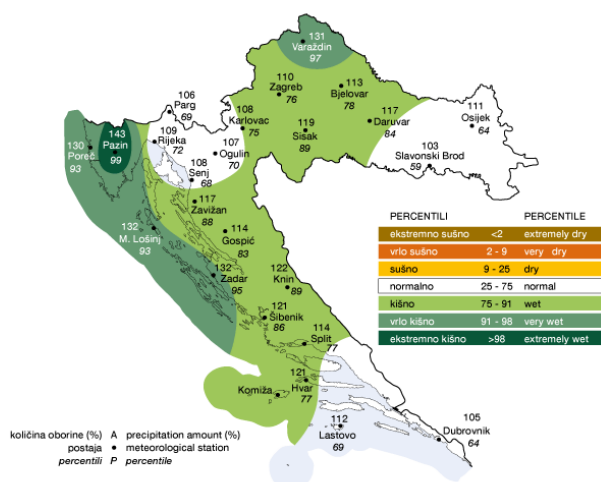 131
Varaždin
97
110
Zagreb
76
113
Bjelovar
78
106
Parg
69
108
Karlovac
75
117
Daruvar
84
111
Osijek
64
143
Pazin
99
109
Rijeka
72
119
Sisak
89
130
Poreč
93
107
Ogulin
70
103
Slavonski Brod
59
108
Senj
68
117
Zavižan
88
132
M. Lošinj
93
114
Gospić
83
132
Zadar
95
122
Knin
89
121
Šibenik
86
114
Split
77
121
Hvar
77
Komiža
112
Lastovo
69
105
Dubrovnik
64
PERCENTILI PERCENTILE
ekstremno sušno <2 extremely dry
vrlo sušno 2 - 9 very dry
sušno 9 - 25 dry
normalno 25 - 75 normal
kišno 75 - 91 wet
vrlo kišno 91 - 98 very wet
ekstremno kišno >98 extremely wet
količina oborine (%) A precipitation amount (%)
postaja • meteorological station
percentili P percentile